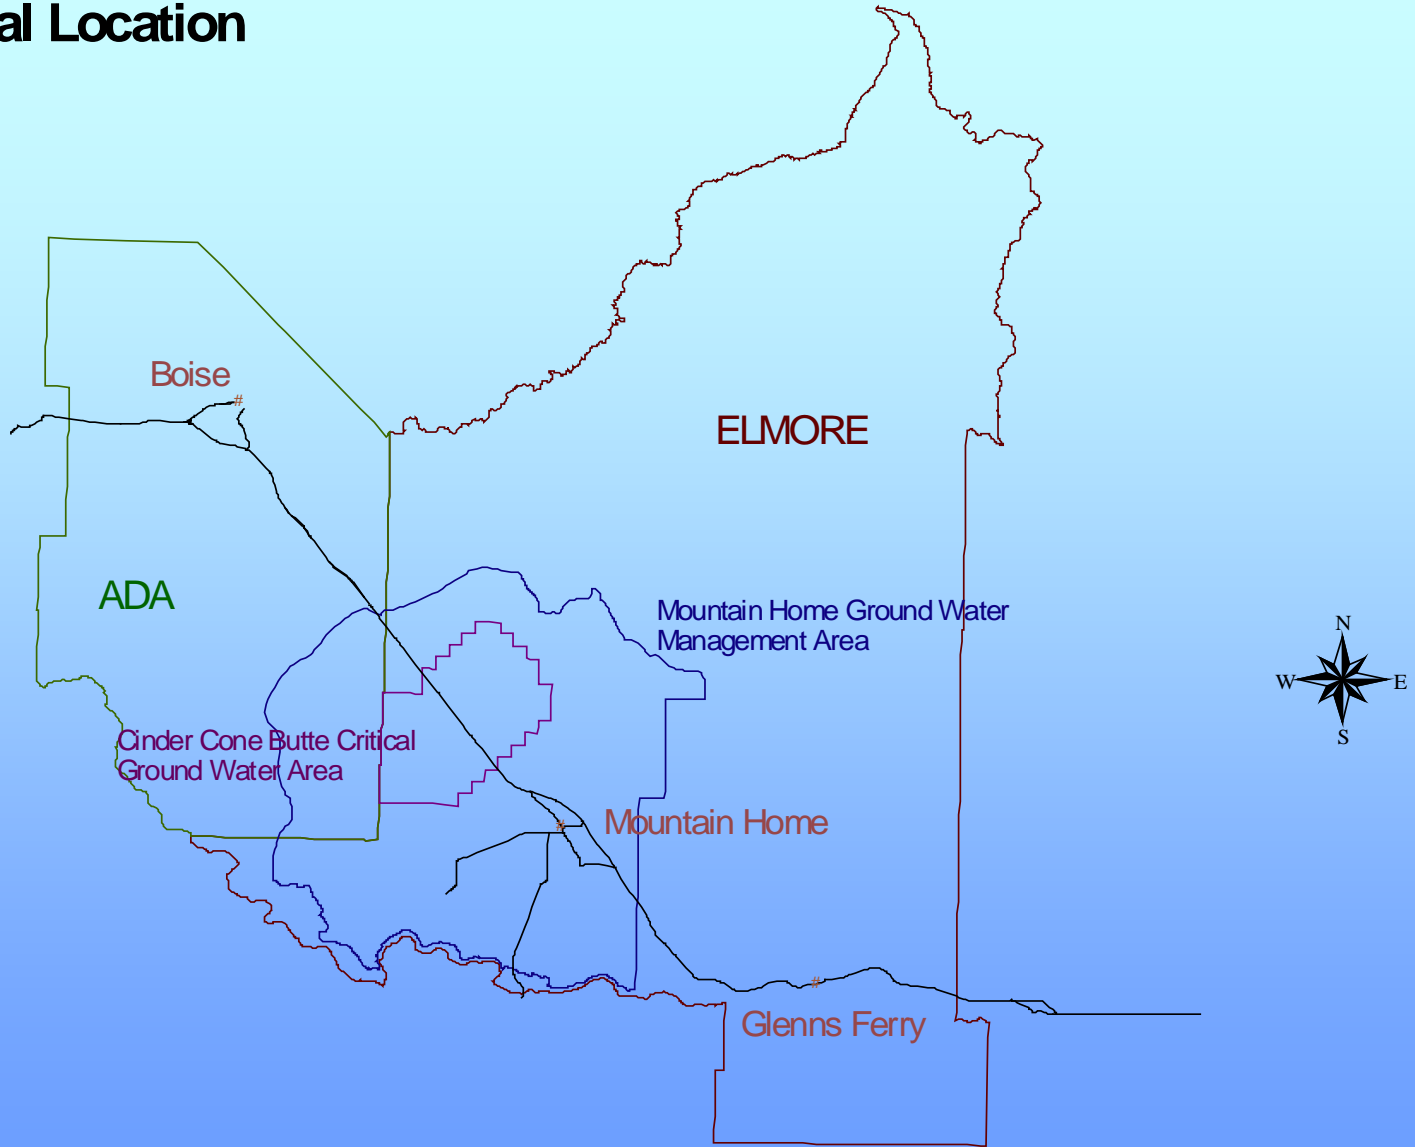 al Location
Boise
#
ELMORE
ADA
Mountain Home Ground Water
Management Area
N
W
E
S
Cinder Cone Butte Critical
Ground Water Area
Mountain Home
#
#
Glenns Ferry